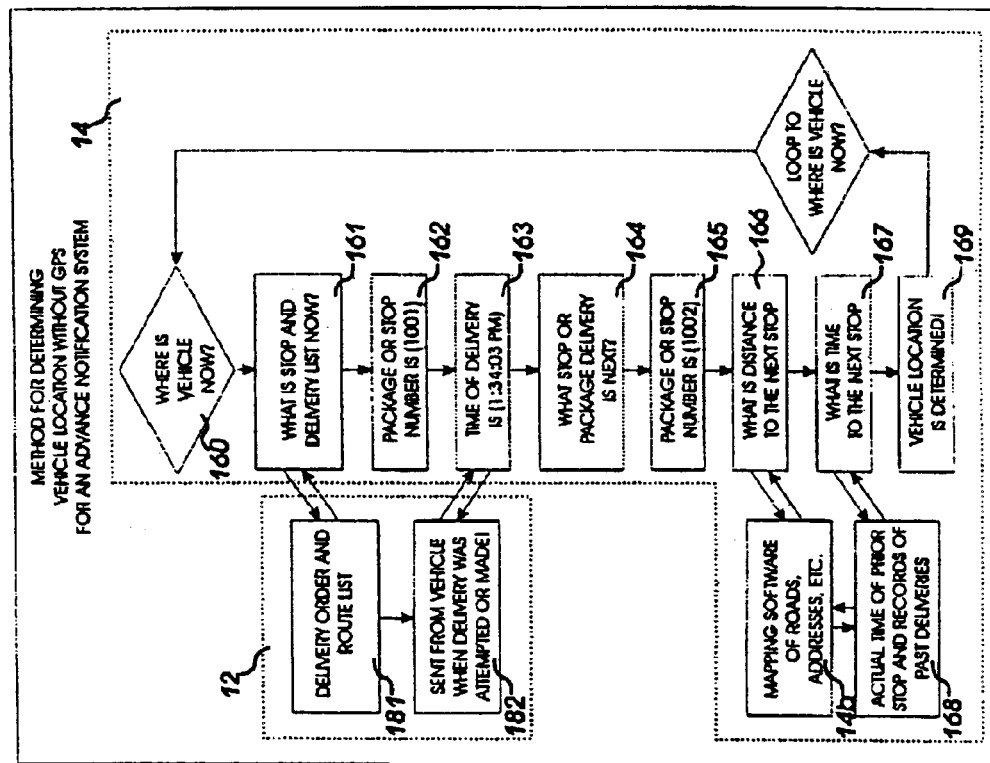 METHOD FOR DETERMINING
VEHICLE LOCATION WITHOUT GPS
FOR AN ADVANCE NOTIFICATION SYSTEM
14
WHERE IS
VEHICLE
NOW?
160
WHAT IS STOP AND
DELIVERY LIST NOW?
161
PACKAGE OR STOP
NUMBER IS (1001)
162
TIME OF DELIVERY
IS (1:34:03 PM)
163
WHAT STOP OR
PACKAGE DELIVERY
IS NEXT?
164
PACKAGE OR STOP
NUMBER IS (1002)
165
WHAT IS DISTANCE
TO THE NEXT STOP
166
WHAT IS TIME
TO THE NEXT STOP
167
VEHICLE LOCATION
IS DETERMINED!
169
LOOP TO
WHERE IS VEHICLE
NOW?
12
DELIVERY ORDER AND
ROUTE LIST
181
SENT FROM VEHICLE
WHEN DELIVERY WAS
ATTEMPTED OR MADE!
182
MAPPING SOFTWARE
OF ROADS,
ADDRESSES, ETC.
14b
ACTUAL TIME OF PRIOR
STOP AND RECORDS OF
PAST DELIVERIES
168